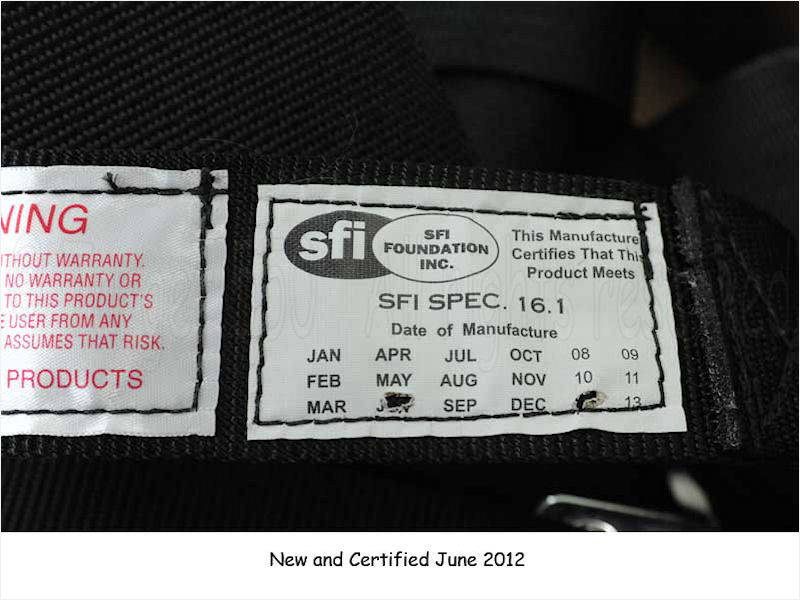 NING
ITHOUT WARRANTY.
NO WARRANTY OR
TO THIS PRODUCT'S
E USER FROM ANY
ASSUMES THAT RISK.
PRODUCTS
sfi
SFI
FOUNDATION
INC.
This Manufacture
Certifies That This
Product Meets
SFI SPEC. 16.1
Date of Manufacture
JAN APR JUL OCT 08 09
FEB MAY AUG NOV 10 11
MAR SEP DEC 13
New and Certified June 2012